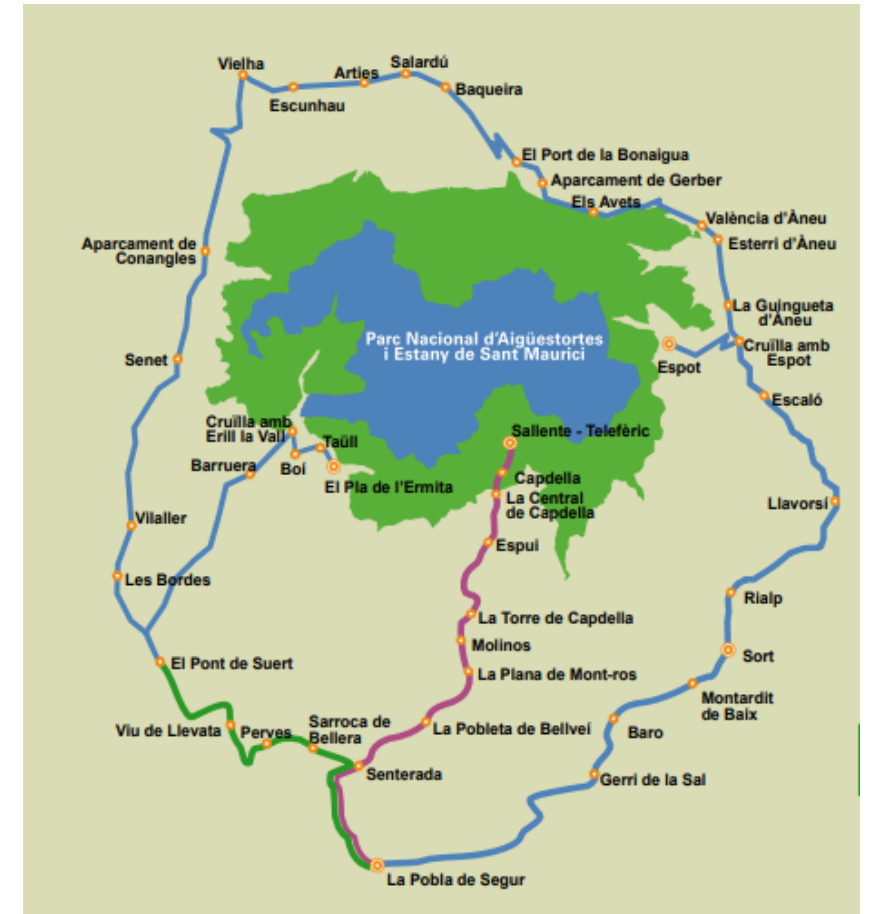 Vielha
Escunhau
Arties
Salardú
Baqueira
El Port de la Bonaigua
Aparcament de Gerber
Els Avets
València d'Àneu
Esterri d'Àneu
Aparcament de
Conangles
La Guingueta
d'Àneu
Parc Nacional d'Aigüestortes
i Estany de Sant Maurici
Cruïlla amb
Espot
Espot
Senet
Escaló
Cruïlla amb
Erill la Vall
Taüll
Sallente - Telefèric
Barruera
Boí
El Pla de l'Ermita
Capdella
La Central
de Capdella
Llavorsí
Vilaller
Espui
Les Bordes
Rialp
La Torre de Capdella
Molinos
El Pont de Suert
Sort
La Plana de Mont-ros
Montardit
de Baix
Viu de Llevata
Perves
Sarroca de
Bellera
La Pobleta de Bellveí
Baro
Senterada
Gerri de la Sal
La Pobla de Segur